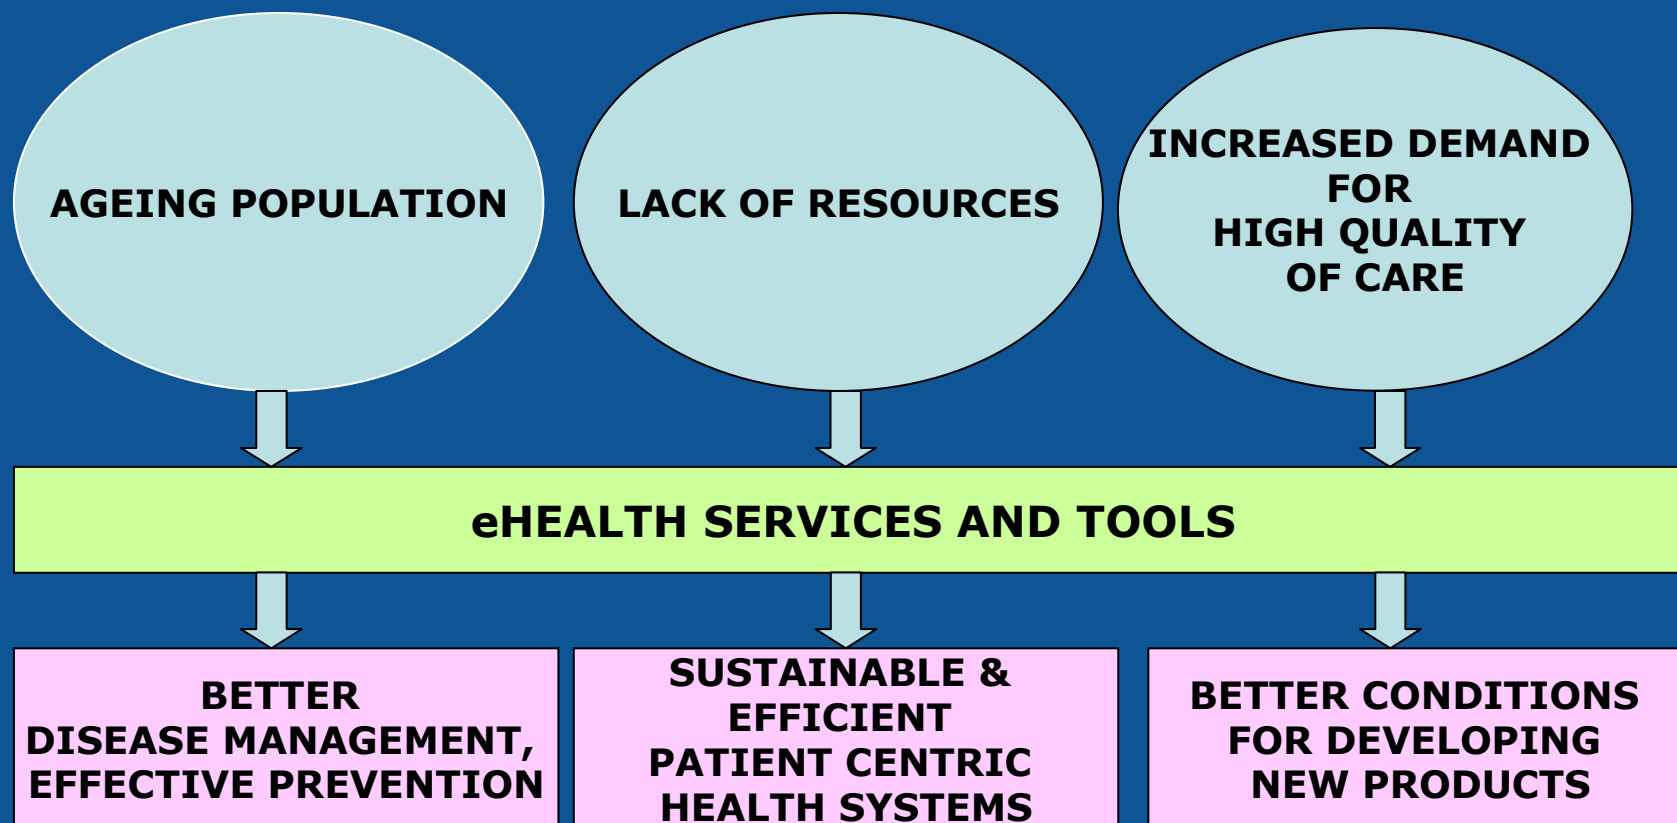 AGEING POPULATION
LACK OF RESOURCES
INCREASED DEMAND
FOR
HIGH QUALITY
OF CARE
eHEALTH SERVICES AND TOOLS
BETTER
DISEASE MANAGEMENT,
EFFECTIVE PREVENTION
SUSTAINABLE &
EFFICIENT
PATIENT CENTRIC
HEALTH SYSTEMS
BETTER CONDITIONS
FOR DEVELOPING
NEW PRODUCTS